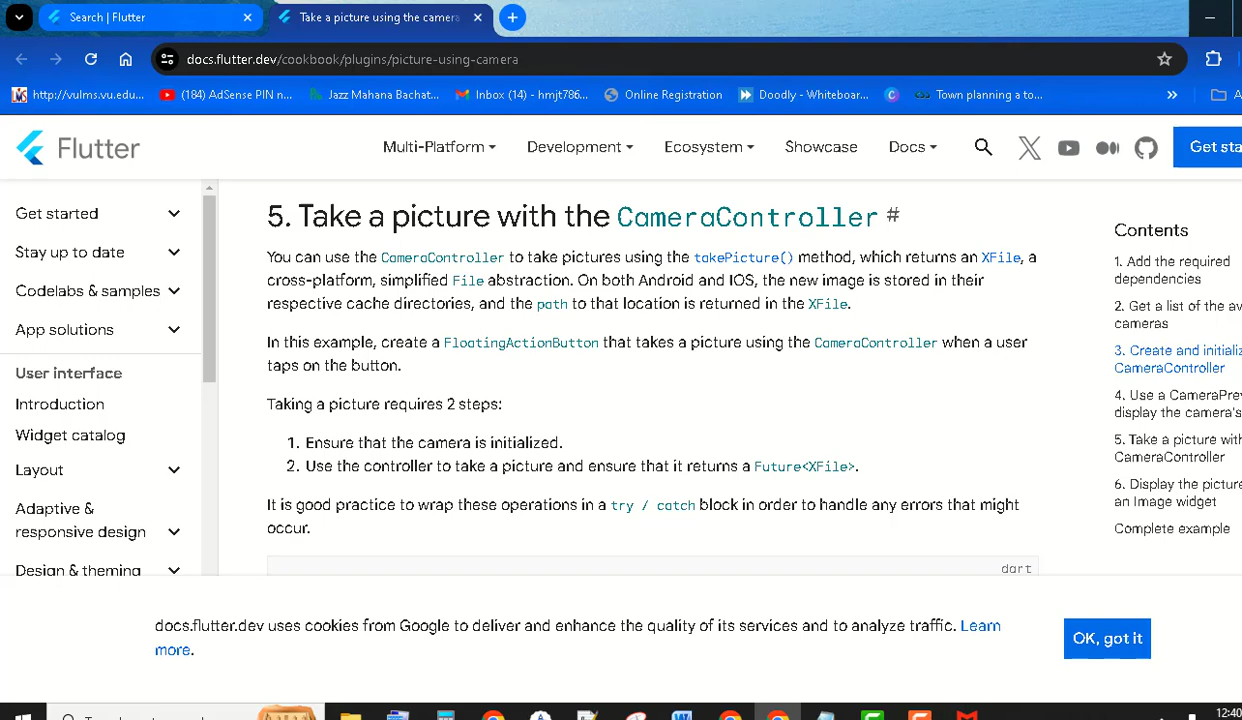 Search | Flutter
Take a picture using the camera
docs.flutter.dev/cookbook/plugins/picture-using-camera
http://vulms.vu.edu... (184) AdSense PIN n... Jazz Mahana Bachat... Inbox (14) - hmjt786... Online Registration Doodly - Whiteboar... Town planning a to...
Flutter
Multi-Platform Development Ecosystem Showcase Docs
Get started
Stay up to date
Codelabs & samples
App solutions
User interface
Introduction
Widget catalog
Layout
Adaptive &
responsive design
Design & theming
5. Take a picture with the CameraController #
You can use the CameraController to take pictures using the takePicture() method, which returns an XFile, a
cross-platform, simplified File abstraction. On both Android and IOS, the new image is stored in their
respective cache directories, and the path to that location is returned in the XFile.
In this example, create a FloatingActionButton that takes a picture using the CameraController when a user
taps on the button.
Taking a picture requires 2 steps:
1. Ensure that the camera is initialized.
2. Use the controller to take a picture and ensure that it returns a Future<XFile>.
It is good practice to wrap these operations in a try / catch block in order to handle any errors that might
occur.
dart
Contents
1. Add the required
dependencies
2. Get a list of the av
cameras
3. Create and initializ
CameraController
4. Use a CameraPrev
display the camera's
5. Take a picture with
CameraController
6. Display the picture
an Image widget
Complete example
docs.flutter.dev uses cookies from Google to deliver and enhance the quality of its services and to analyze traffic. Learn
more.
OK, got it
12:40